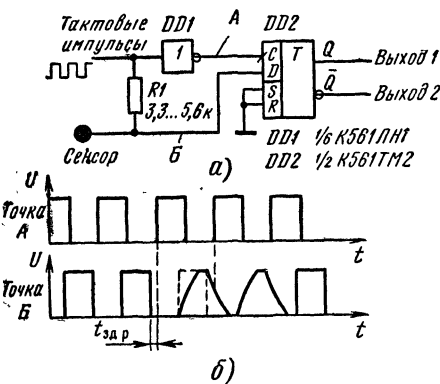 Тактовые импульсы
DD1
А
DD2
1
C
D
S
R
T
Q
Выход 1
Q̅
Выход 2
R1
3,3...5,6к
Сенсор
Б
DD1 1/6 К561ЛН1
DD2 1/2 К561ТМ2
а)
U
Точка А
t
U
Точка Б
t
tздр
б)